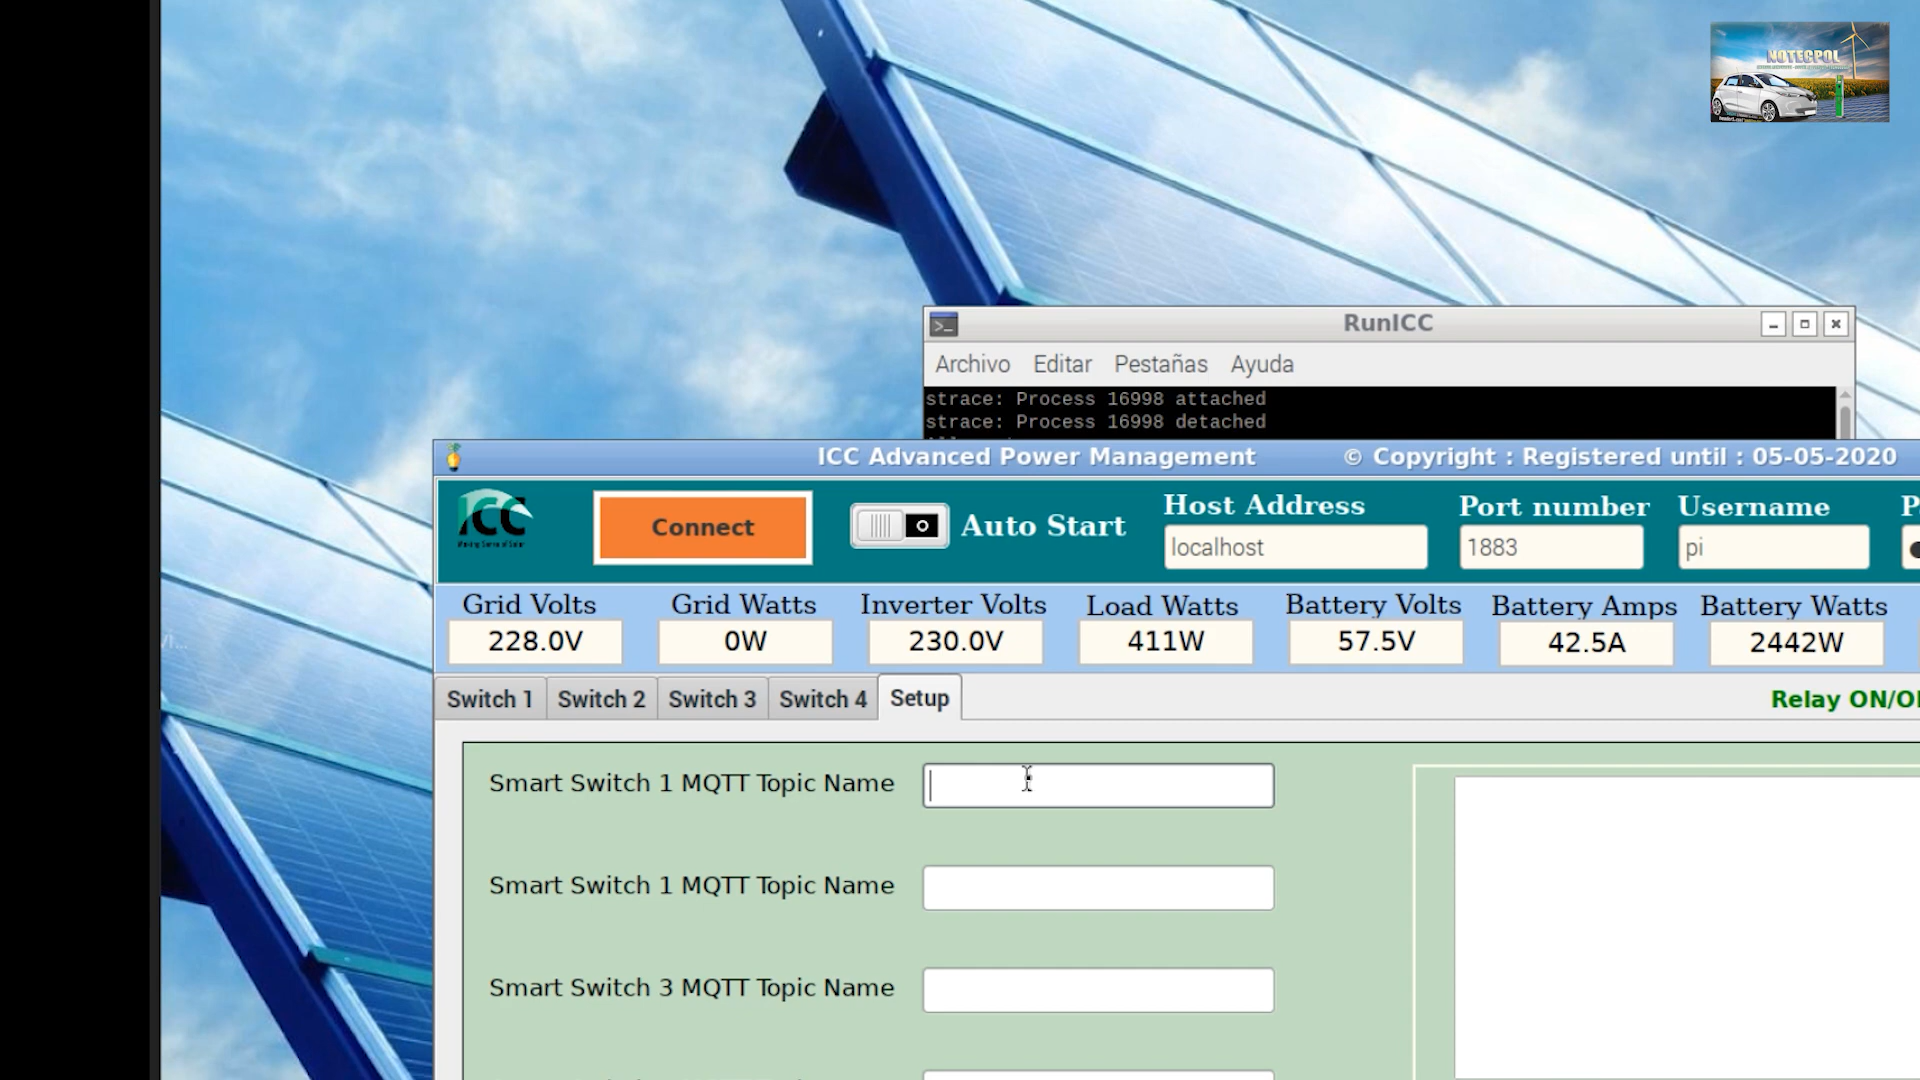 NOTECPOL
RunICC
Archivo Editar Pestañas Ayuda
strace: Process 16998 attached
strace: Process 16998 detached
ICC Advanced Power Management © Copyright : Registered until : 05-05-2020
ICC
Connect
Auto Start
Host Address
localhost
Port number
1883
Username
pi
Grid Volts Grid Watts Inverter Volts Load Watts Battery Volts Battery Amps Battery Watts
228.0V 0W 230.0V 411W 57.5V 42.5A 2442W
Switch 1 Switch 2 Switch 3 Switch 4 Setup
Relay ON/O
Smart Switch 1 MQTT Topic Name
Smart Switch 1 MQTT Topic Name
Smart Switch 3 MQTT Topic Name